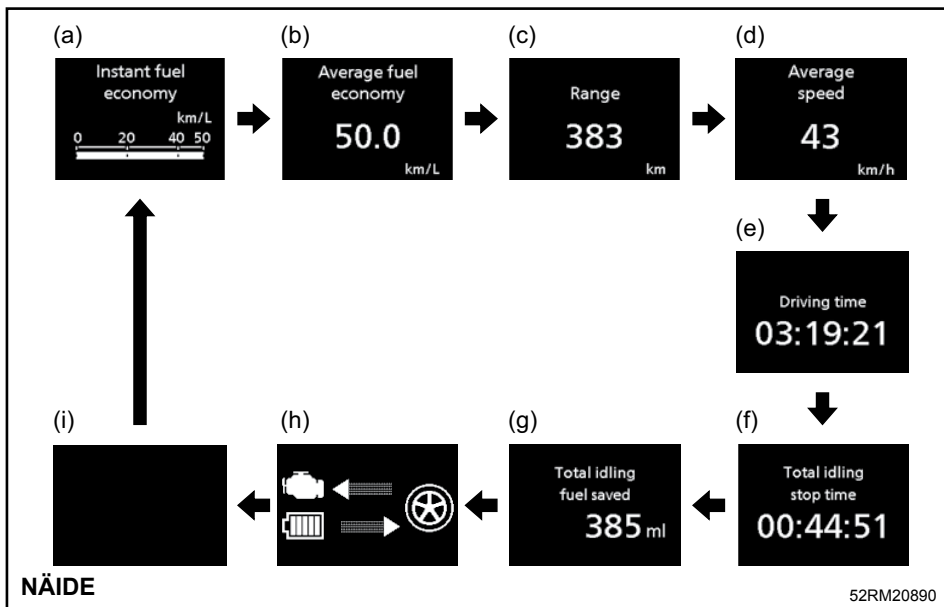 (a)
Instant fuel
economy
km/L
0 20 40 50
(b)
Average fuel
economy
50.0
km/L
(c)
Range
383
km
(d)
Average
speed
43
km/h
(e)
Driving time
03:19:21
(f)
Total idling
stop time
00:44:51
(g)
Total idling
fuel saved
385 ml
(h)
(i)
NÄIDE
52RM20890